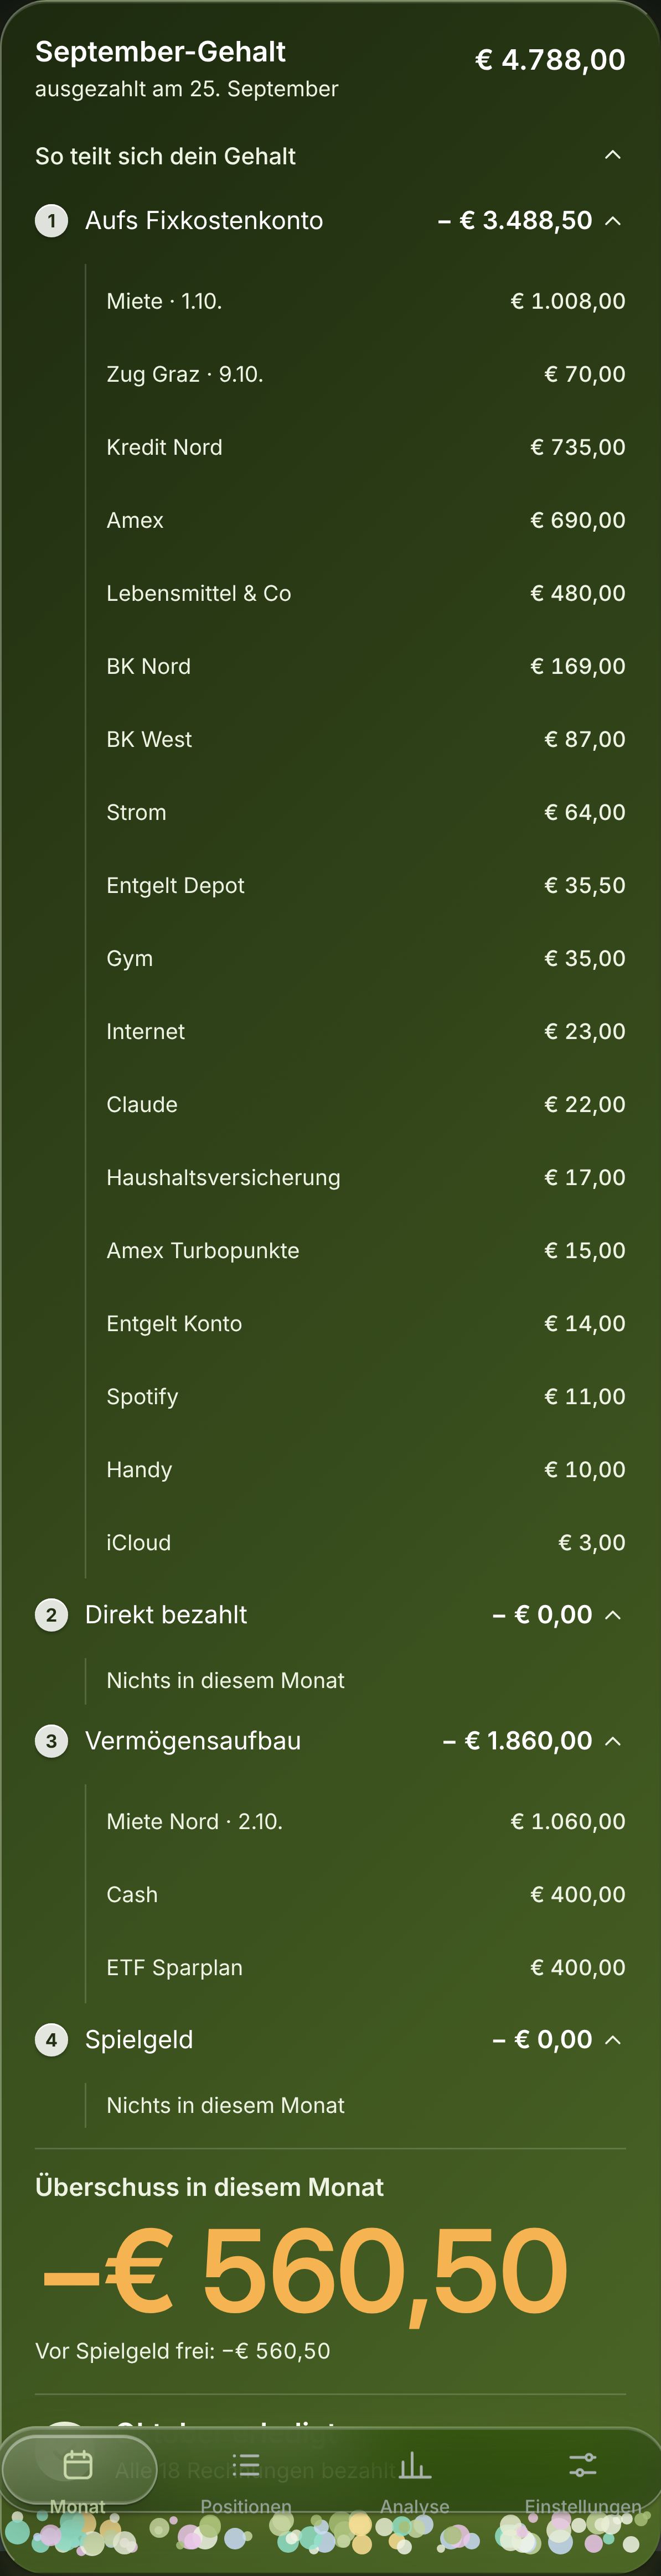 September-Gehalt
€ 4.788,00
ausgezahlt am 25. September
So teilt sich dein Gehalt
1 Aufs Fixkostenkonto – € 3.488,50
Miete · 1.10. € 1.008,00
Zug Graz · 9.10. € 70,00
Kredit Nord € 735,00
Amex € 690,00
Lebensmittel & Co € 480,00
BK Nord € 169,00
BK West € 87,00
Strom € 64,00
Entgelt Depot € 35,50
Gym € 35,00
Internet € 23,00
Claude € 22,00
Haushaltsversicherung € 17,00
Amex Turbopunkte € 15,00
Entgelt Konto € 14,00
Spotify € 11,00
Handy € 10,00
iCloud € 3,00
2 Direkt bezahlt – € 0,00
Nichts in diesem Monat
3 Vermögensaufbau – € 1.860,00
Miete Nord · 2.10. € 1.060,00
Cash € 400,00
ETF Sparplan € 400,00
4 Spielgeld – € 0,00
Nichts in diesem Monat
Überschuss in diesem Monat
–€ 560,50
Vor Spielgeld frei: −€ 560,50
Alle 18 Rechnungen bezahlt
Monat Positionen Analyse Einstellungen